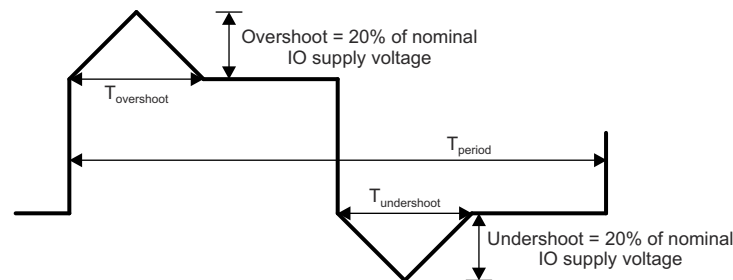 Overshoot = 20% of nominal
IO supply voltage
Tovershoot
Tperiod
Tundershoot
Undershoot = 20% of nominal
IO supply voltage